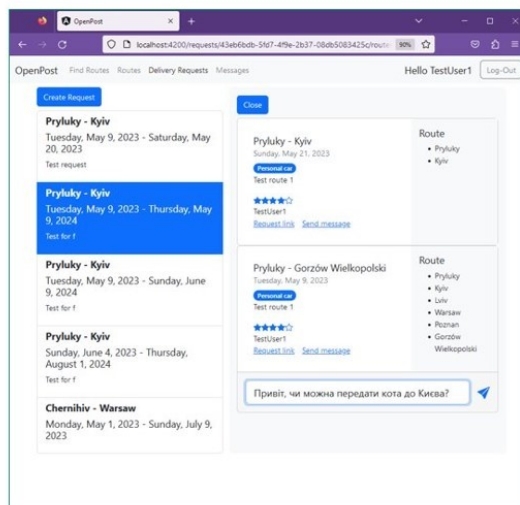 OpenPost
localhost:4200/requests/43eb6bdb-5fd7-4f9e-2b37-08db5083425c/route
90%
OpenPost Find Routes Routes Delivery Requests Messages Hello TestUser1 Log-Out
Create Request
Pryluky - Kyiv
Tuesday, May 9, 2023 - Saturday, May
20, 2023
Test request
Pryluky - Kyiv
Tuesday, May 9, 2023 - Thursday, May
9, 2024
Test for f
Pryluky - Kyiv
Tuesday, May 9, 2023 - Sunday, June
9, 2024
Test for f
Pryluky - Kyiv
Sunday, June 4, 2023 - Thursday,
August 1, 2024
Test for f
Chernihiv - Warsaw
Monday, May 1, 2023 - Sunday, July 9,
2023
Close
Pryluky - Kyiv
Sunday, May 21, 2023
Personal car
Test route 1
TestUser1
Request link Send message
Route
Pryluky
Kyiv
Pryluky - Gorzów Wielkopolski
Tuesday, May 9, 2023
Personal car
Test route 1
TestUser1
Request link Send message
Route
Pryluky
Kyiv
Lviv
Warsaw
Poznan
Gorzów
Wielkopolski
Привіт, чи можна передати кота до Києва?